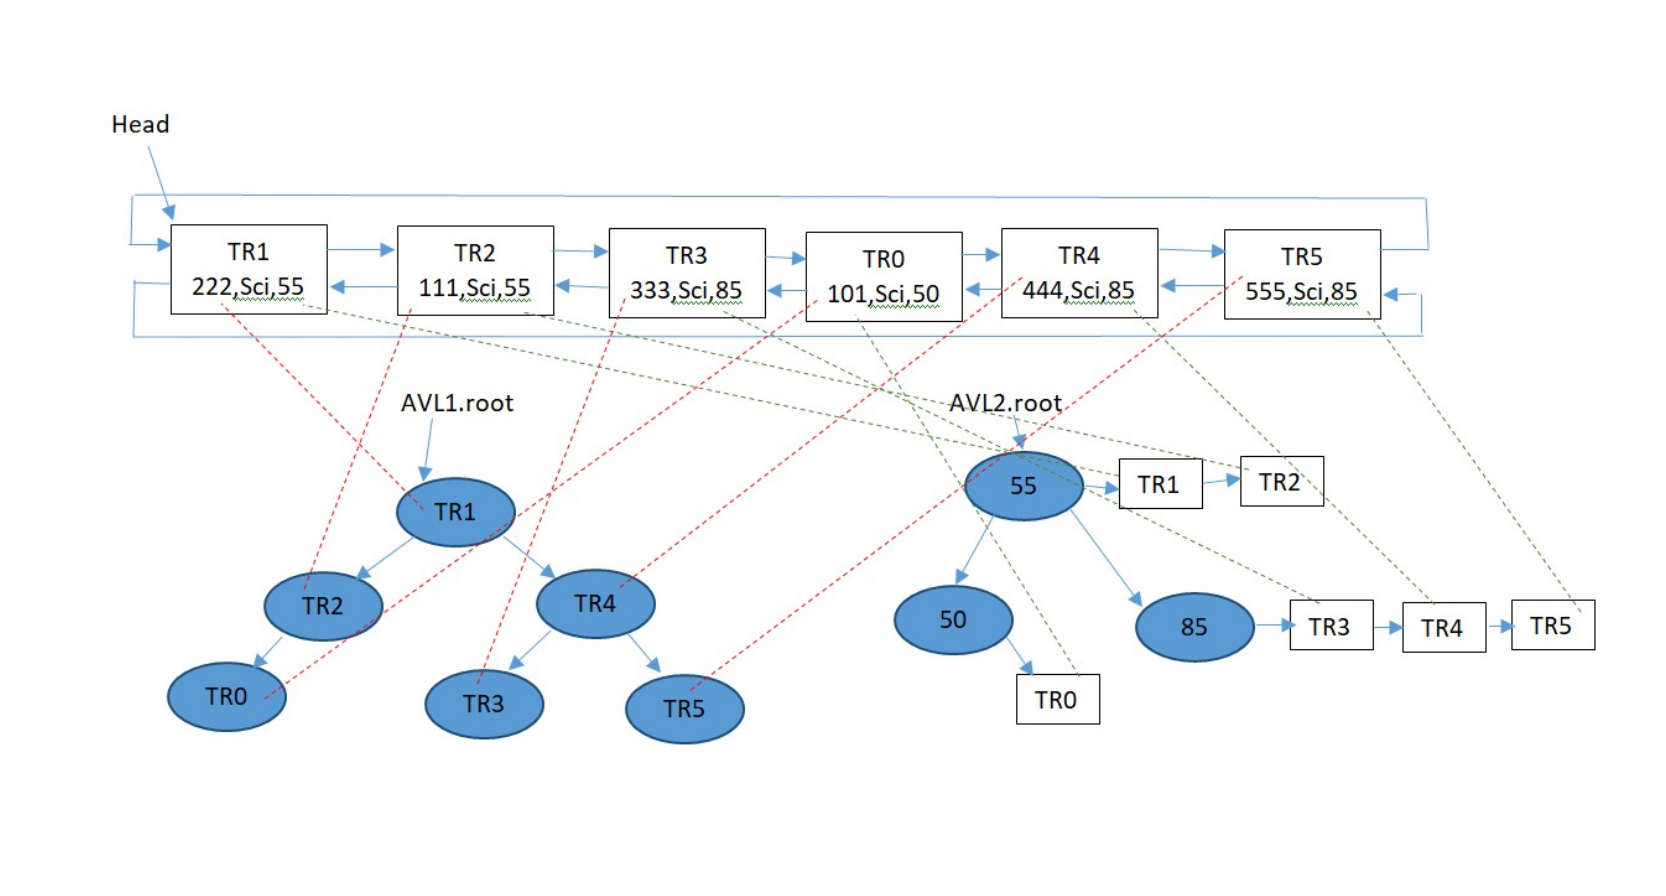 Head
TR1
222,Sci,55
TR2
111,Sci,55
TR3
333,Sci,85
TR0
101,Sci,50
TR4
444,Sci,85
TR5
555,Sci,85
AVL1.root
AVL2.root
TR1
TR2
TR4
TR0
TR3
TR5
55
TR1
TR2
50
85
TR3
TR4
TR5
TR0